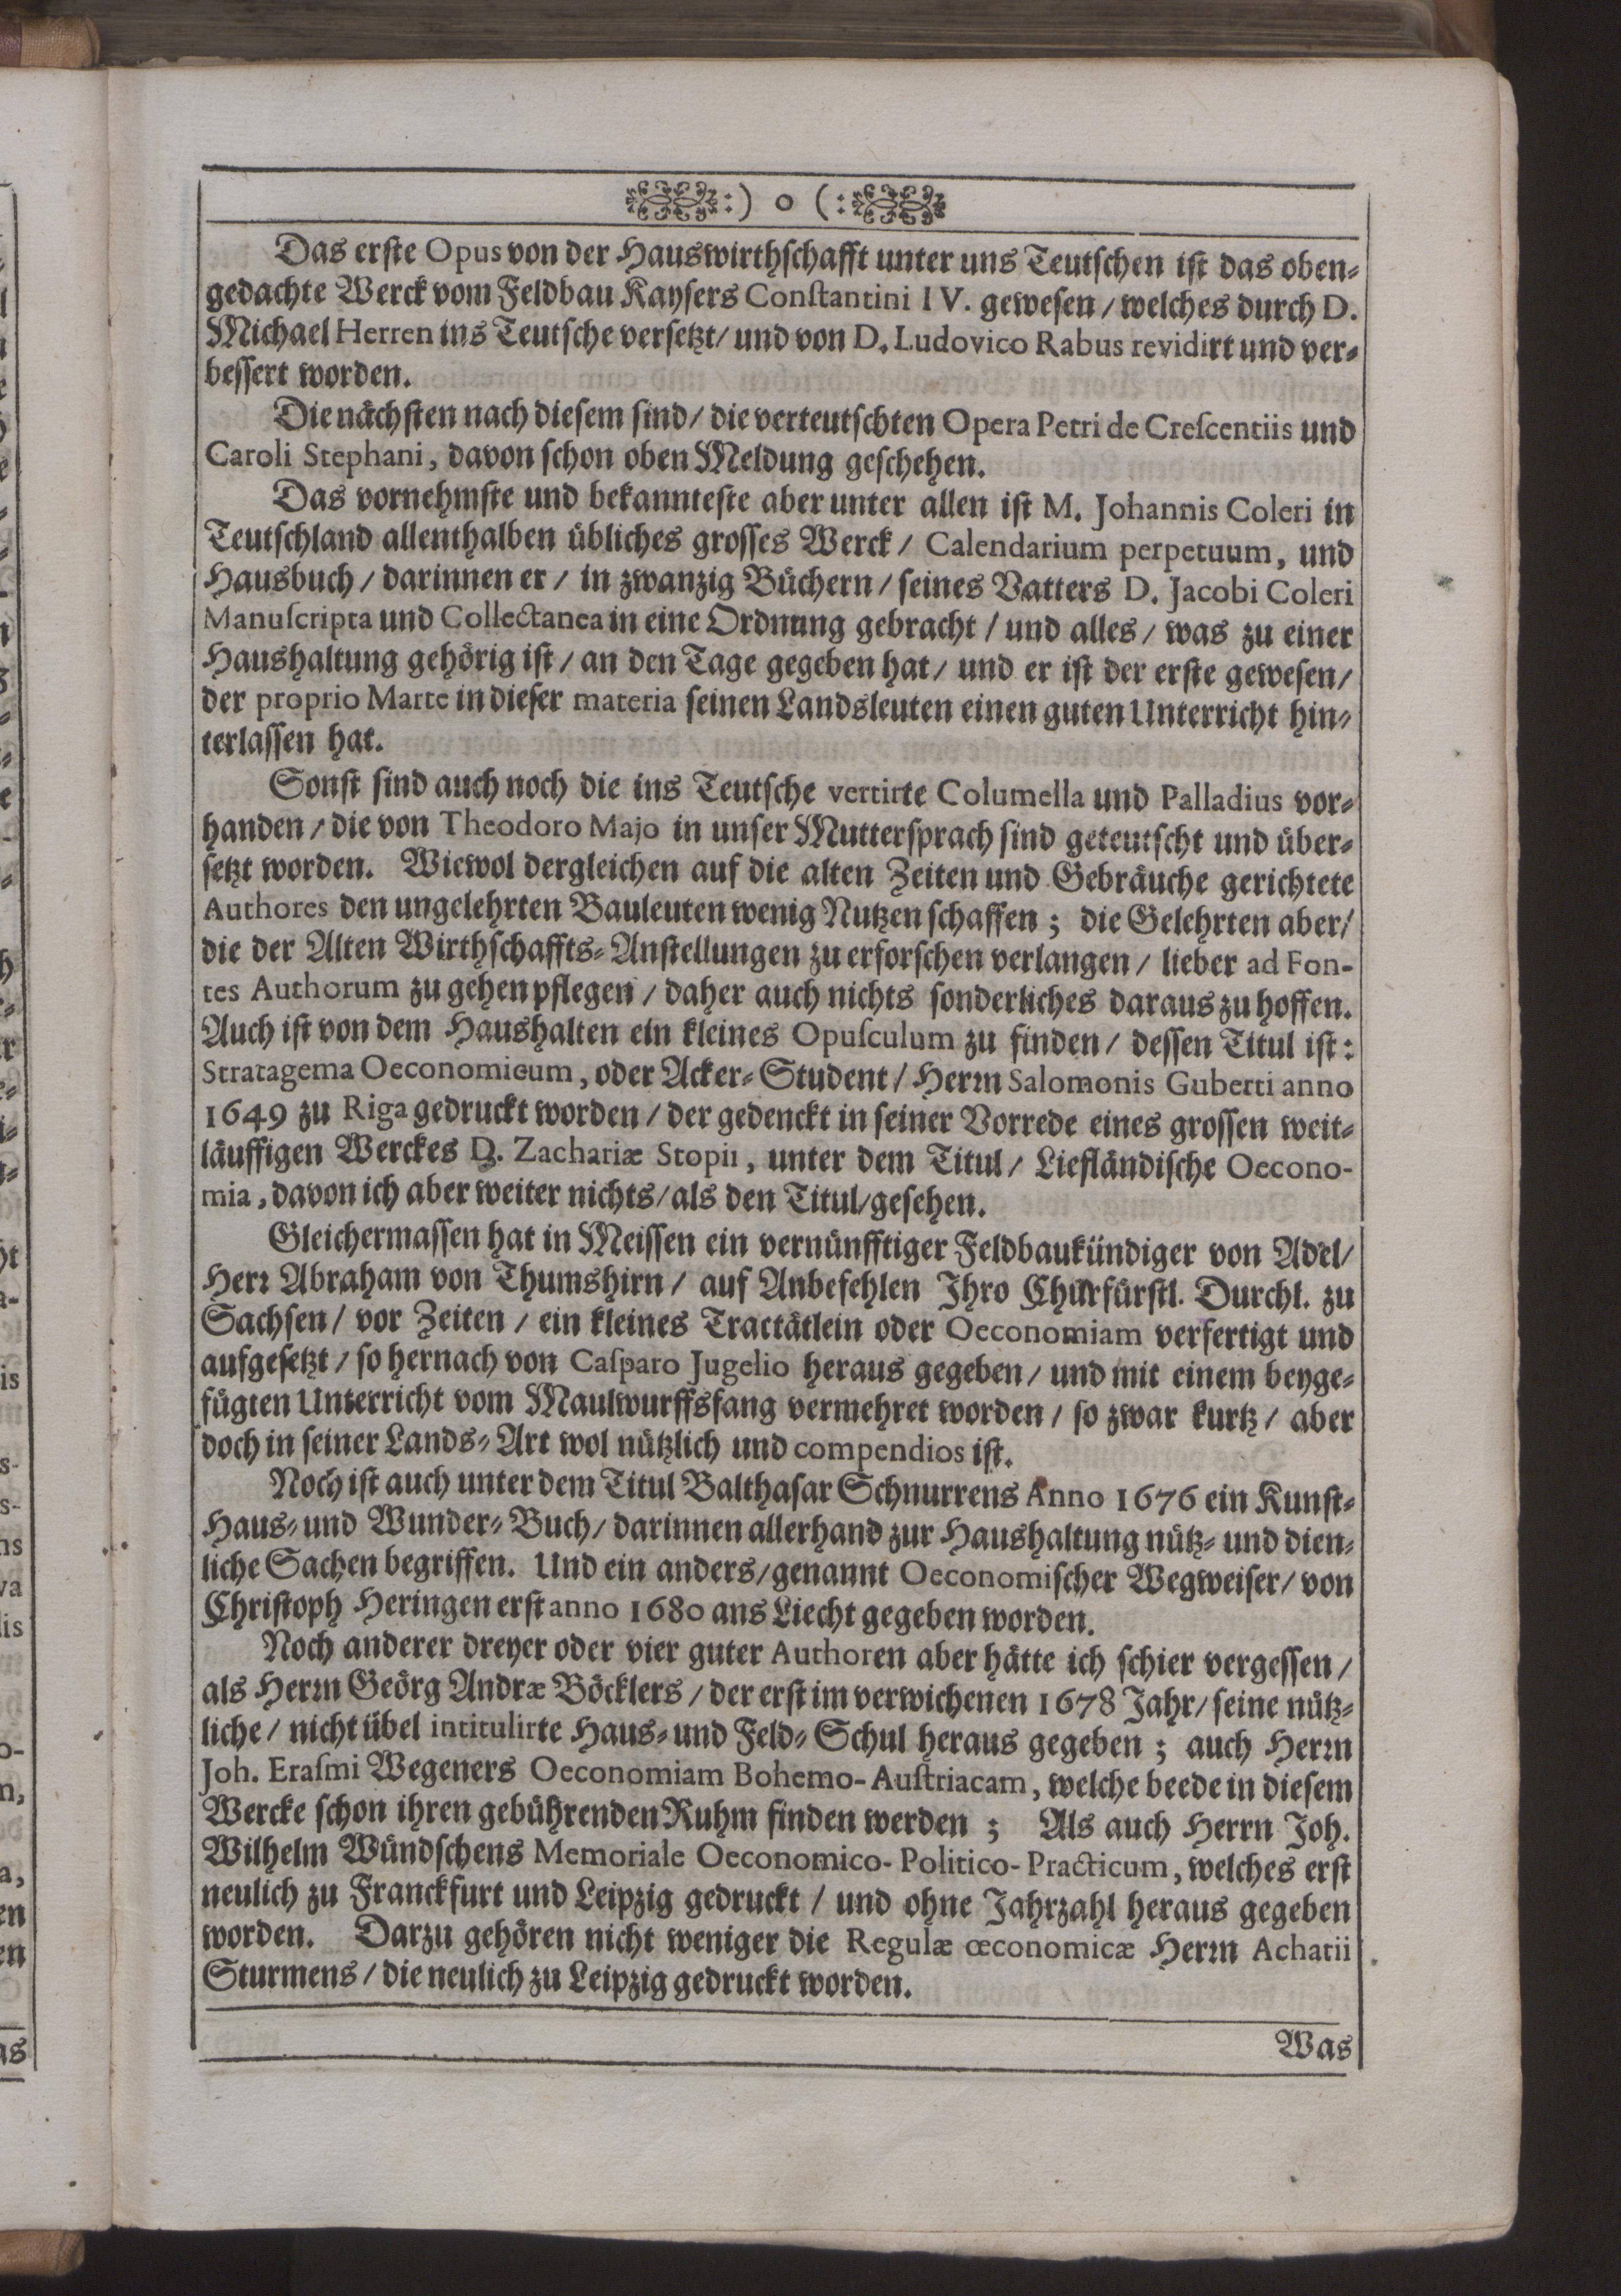 :) o (:
Das erste Opus von der Hauswirthschafft unter uns Teutschen ist das oben-
gedachte Werck vom Feldbau Kaysers Conſtantini IV. gewesen / welches durch D.
Michael Herren ins Teutsche versetzt / und von D. Ludovico Rabus revidirt und ver-
bessert worden.
Die nächsten nach diesem sind / die verteutschten Opera Petri de Creſcentiis und
Caroli Stephani, davon schon oben Meldung geschehen.
Das vornehmste und bekannteste aber unter allen ist M. Johannis Coleri in
Teutschland allenthalben übliches grosses Werck / Calendarium perpetuum, und
Hausbuch / darinnen er / in zwanzig Büchern / seines Vatters D. Jacobi Coleri
Manuſcripta und Collectanea in eine Ordnung gebracht / und alles / was zu einer
Haushaltung gehörig ist / an den Tage gegeben hat / und er ist der erste gewesen /
der proprio Marte in dieser materia seinen Landsleuten einen guten Unterricht hin-
terlassen hat.
Sonst sind auch noch die ins Teutsche vertirte Columella und Palladius vor-
handen / die von Theodoro Majo in unser Muttersprach sind geteutscht und über-
setzt worden. Wiewol dergleichen auf die alten Zeiten und Gebräuche gerichtete
Authores den ungelehrten Bauleuten wenig Nutzen schaffen ; die Gelehrten aber /
die der Alten Wirthschaffts-Anstellungen zu erforschen verlangen / lieber ad Fon-
tes Authorum zu gehen pflegen / daher auch nichts sonderliches daraus zu hoffen.
Auch ist von dem Haushalten ein kleines Opuſculum zu finden / dessen Titul ist :
Stratagema Oeconomicum, oder Acker-Student / Herrn Salomonis Guberti anno
1649 zu Riga gedruckt worden / der gedenckt in seiner Vorrede eines grossen weit-
läuffigen Werckes D. Zachariæ Stopii, unter dem Titul / Liefländische Oecono-
mia, davon ich aber weiter nichts / als den Titul / gesehen.
Gleichermassen hat in Meissen ein vernünfftiger Feldbaukündiger von Adel /
Herr Abraham von Thumshirn / auf Anbefehlen Ihro Churfürstl. Durchl. zu
Sachsen / vor Zeiten / ein kleines Tractätlein oder Oeconomiam verfertigt und
aufgesetzt / so hernach von Caſparo Jugelio heraus gegeben / und mit einem beyge-
fügten Unterricht vom Maulwurffsfang vermehret worden / so zwar kurtz / aber
doch in seiner Lands-Art wol nützlich und compendios ist.
Noch ist auch unter dem Titul Balthasar Schnurrens Anno 1676 ein Kunst-
Haus- und Wunder-Buch / darinnen allerhand zur Haushaltung nütz- und dien-
liche Sachen begriffen. Und ein anders / genannt Oeconomischer Wegweiser / von
Christoph Heringen erst anno 1680 ans Liecht gegeben worden.
Noch anderer dreyer oder vier guter Authoren aber hätte ich schier vergessen /
als Herrn Geörg Andræ Böcklers / der erst im verwichenen 1678 Jahr / seine nütz-
liche / nicht übel intitulirte Haus- und Feld-Schul heraus gegeben ; auch Herrn
Joh. Eraſmi Wegeners Oeconomiam Bohemo-Auſtriacam, welche beede in diesem
Wercke schon ihren gebührenden Ruhm finden werden ; Als auch Herrn Joh.
Wilhelm Wündschens Memoriale Oeconomico-Politico-Practicum, welches erst
neulich zu Franckfurt und Leipzig gedruckt / und ohne Jahrzahl heraus gegeben
worden. Darzu gehören nicht weniger die Regulæ œconomicæ Herrn Achatii
Sturmens / die neulich zu Leipzig gedruckt worden.
Was